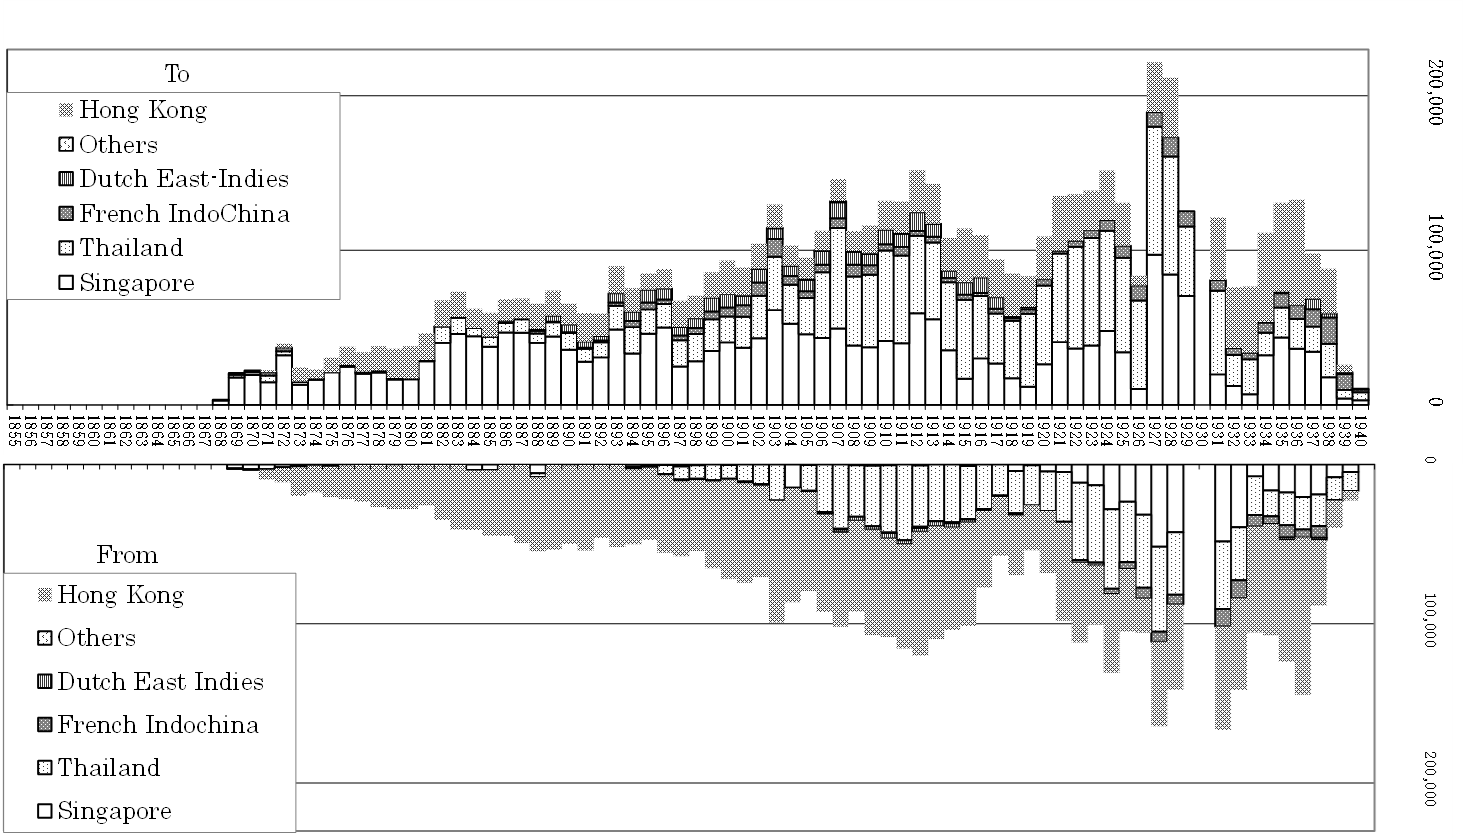 To
Hong Kong
Others
Dutch East-Indies
French IndoChina
Thailand
Singapore
200,000
100,000
0
1855 1856 1857 1858 1859 1860 1861 1862 1863 1864 1865 1866 1867 1868 1869 1870 1871 1872 1873 1874 1875 1876 1877 1878 1879 1880 1881 1882 1883 1884 1885 1886 1887 1888 1889 1890 1891 1892 1893 1894 1895 1896 1897 1898 1899 1900 1901 1902 1903 1904 1905 1906 1907 1908 1909 1910 1911 1912 1913 1914 1915 1916 1917 1918 1919 1920 1921 1922 1923 1924 1925 1926 1927 1928 1929 1930 1931 1932 1933 1934 1935 1936 1937 1938 1939 1940
From
Hong Kong
Others
Dutch East Indies
French Indochina
Thailand
Singapore
0
100,000
200,000